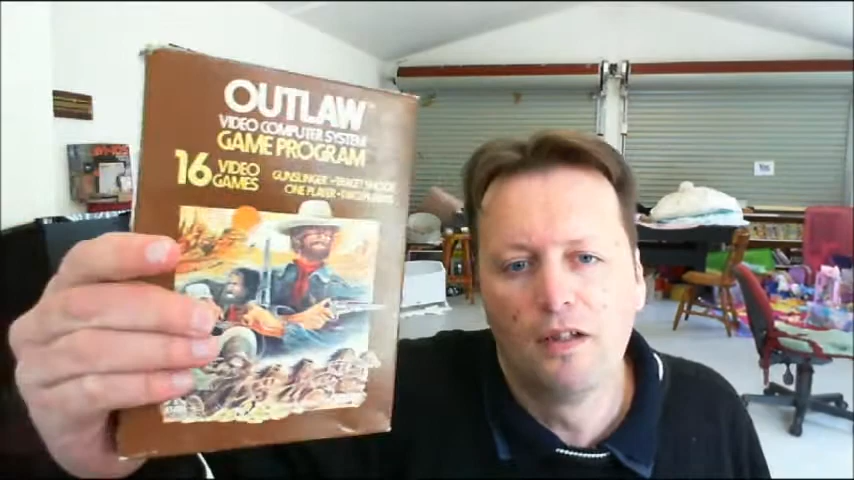 OUTLAW
VIDEO COMPUTER SYSTEM
GAME PROGRAM
16 VIDEO GAMES
GUNSLINGER • TARGET SHOOT
ONE PLAYER • TWO PLAYERS